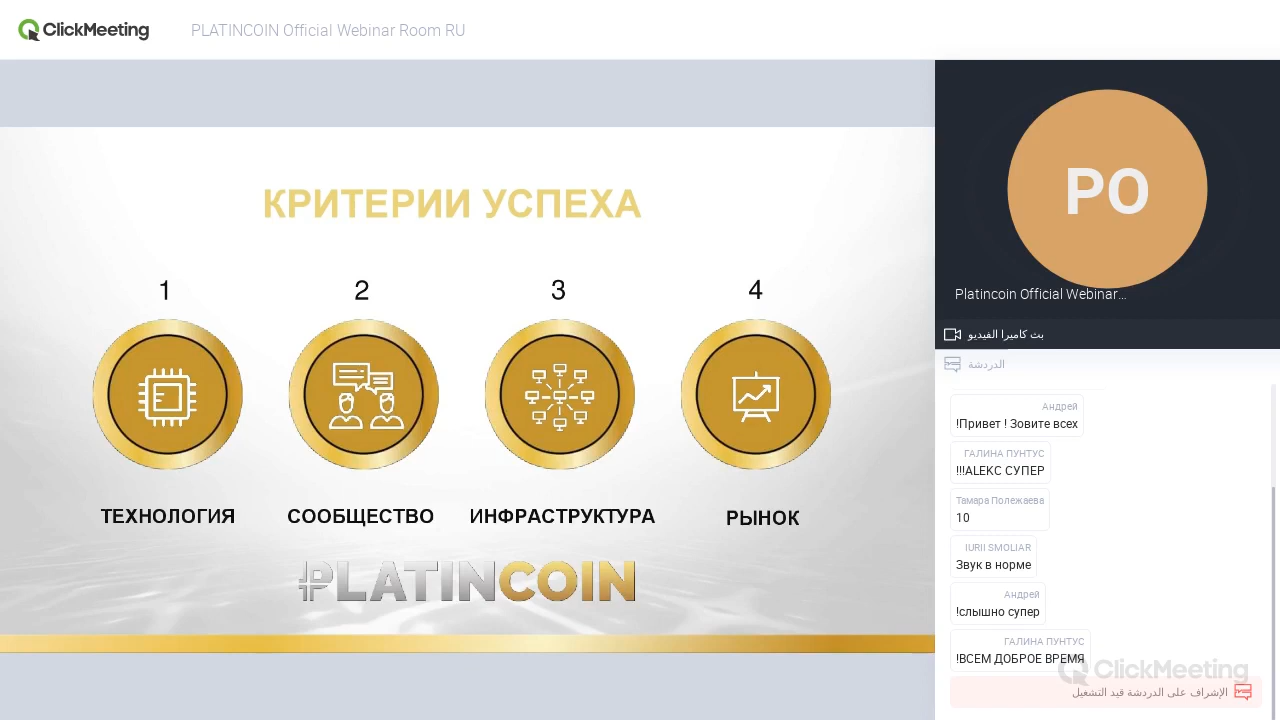 ClickMeeting
PLATINCOIN Official Webinar Room RU
КРИТЕРИИ УСПЕХА
1
2
3
4
ТЕХНОЛОГИЯ
СООБЩЕСТВО
ИНФРАСТРУКТУРА
РЫНОК
PLATINCOIN
PO
Platincoin Official Webinar...
بث كاميرا الفيديو
الدردشة
Андрей
!Привет ! Зовите всех
ГАЛИНА ПУНТУС
!!!ALEKC СУПЕР
Тамара Полежаева
10
IURII SMOLIAR
Звук в норме
Андрей
!слышно супер
ГАЛИНА ПУНТУС
!ВСЕМ ДОБРОЕ ВРЕМЯ
ClickMeeting
الإشراف على الدردشة قيد التشغيل